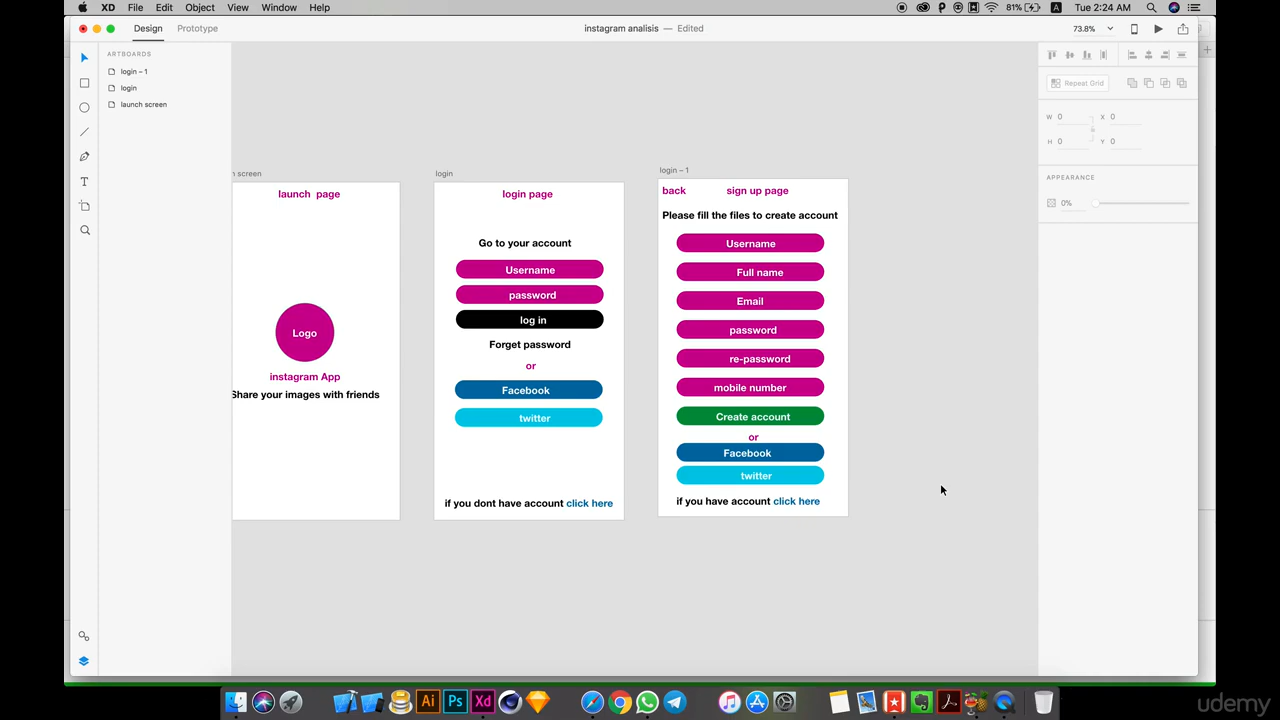 XD File Edit Object View Window Help 81% A Tue 2:24 AM
Design Prototype instagram analisis — Edited 73.8%
ARTBOARDS
login – 1
login
launch screen
Repeat Grid
W 0 X 0
H 0 Y 0
APPEARANCE
0%
screen
launch page
Logo
instagram App
Share your images with friends
login
login page
Go to your account
Username
password
log in
Forget password
or
Facebook
twitter
if you dont have account click here
login – 1
back sign up page
Please fill the files to create account
Username
Full name
Email
password
re-password
mobile number
Create account
or
Facebook
twitter
if you have account click here
Ai Ps Xd
udemy